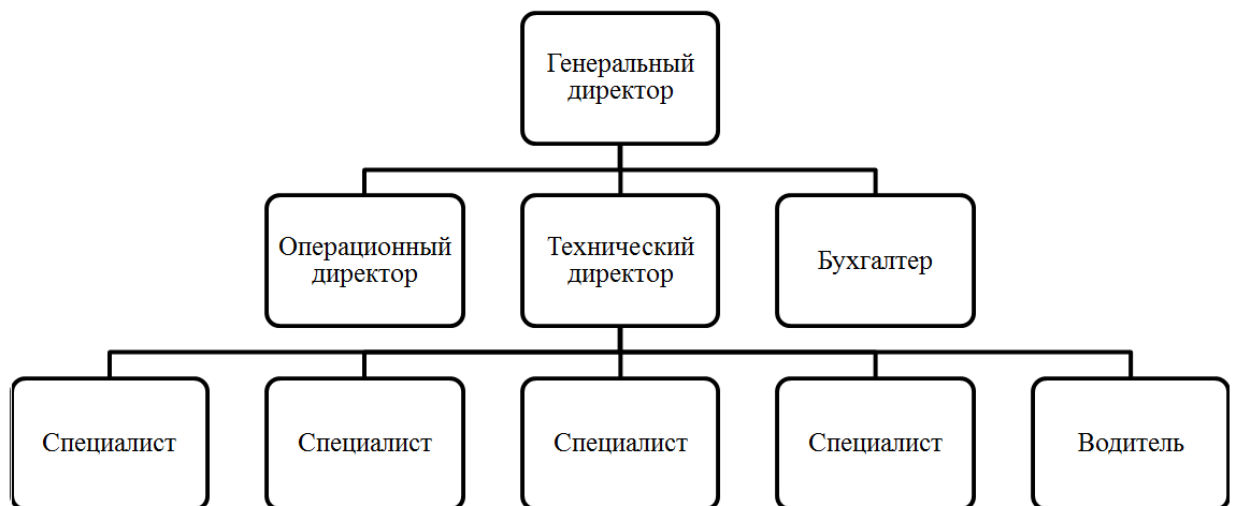 Генеральный
директор
Операционный
директор
Технический
директор
Бухгалтер
Специалист
Специалист
Специалист
Специалист
Водитель